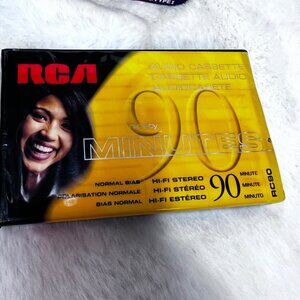 RCA
AUDIO CASSETTE
CASSETTE AUDIO
AUDIOCASETE
90
MINUTES
NORMAL BIAS
POLARISATION NORMALE
BIAS NORMAL
HI-FI STEREO
HI-FI STÉRÉO
HI-FI ESTÉREO
90
MINUTE
MINUTE
MINUTO
RC90